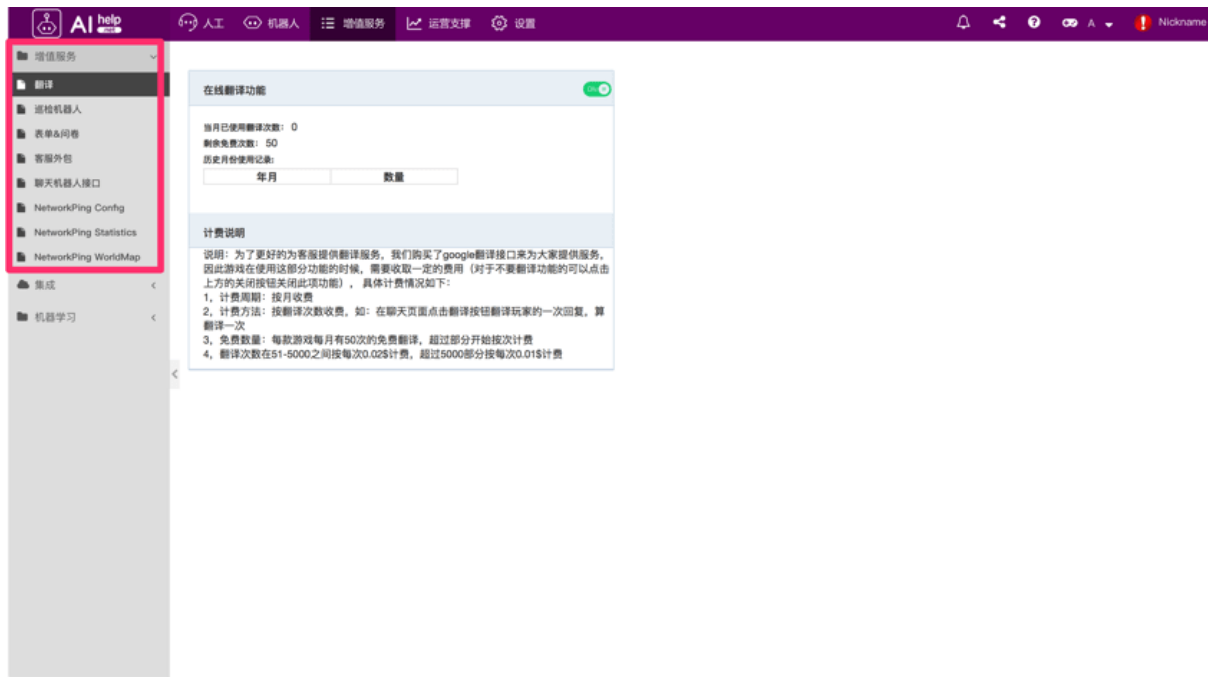 AI help
.net
人工
机器人
增值服务
运营支撑
设置
A
Nickname
增值服务
翻译
巡检机器人
表单&问卷
客服外包
聊天机器人接口
NetworkPing Config
NetworkPing Statistics
NetworkPing WorldMap
集成
机器学习
在线翻译功能
当月已使用翻译次数: 0
剩余免费次数: 50
历史月份使用记录:
年月 数量
计费说明
说明：为了更好的为客服提供翻译服务，我们购买了google翻译接口来为大家提供服务，
因此游戏在使用这部分功能的时候，需要收取一定的费用（对于不要翻译功能的可以点击
上方的关闭按钮关闭此项功能），具体计费情况如下：
1，计费周期：按月收费
2，计费方法：按翻译次数收费，如：在聊天页面点击翻译按钮翻译玩家的一次回复，算
翻译一次
3，免费数量：每款游戏每月有50次的免费翻译，超过部分开始按次计费
4，翻译次数在51-5000之间按每次0.02$计费，超过5000部分按每次0.01$计费